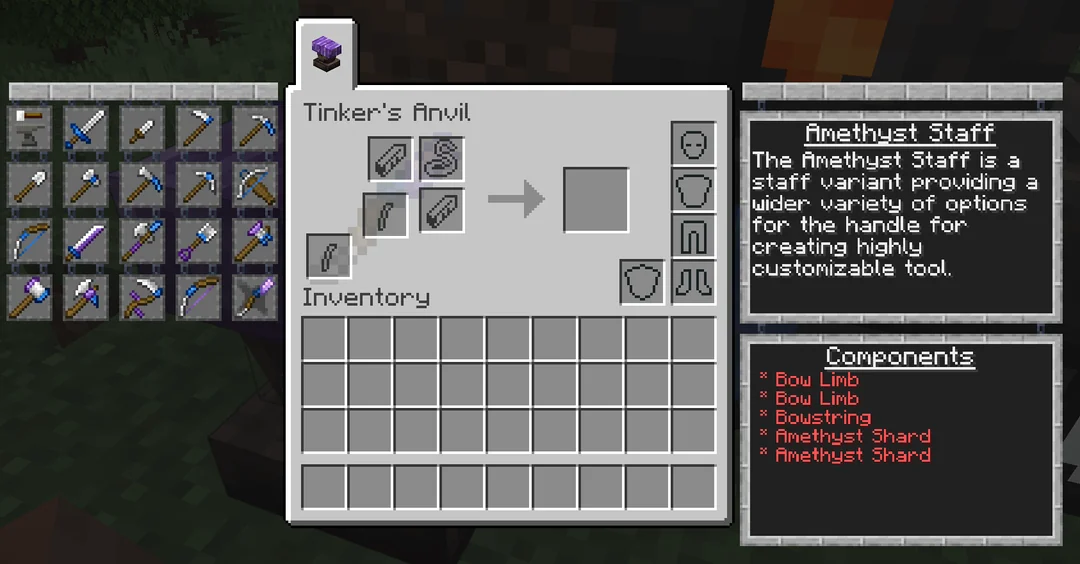 Tinker's Anvil
Inventory
Amethyst Staff
The Amethyst Staff is a
staff variant providing a
wider variety of options
for the handle for
creating highly
customizable tool.
Components
* Bow Limb
* Bow Limb
* Bowstring
* Amethyst Shard
* Amethyst Shard